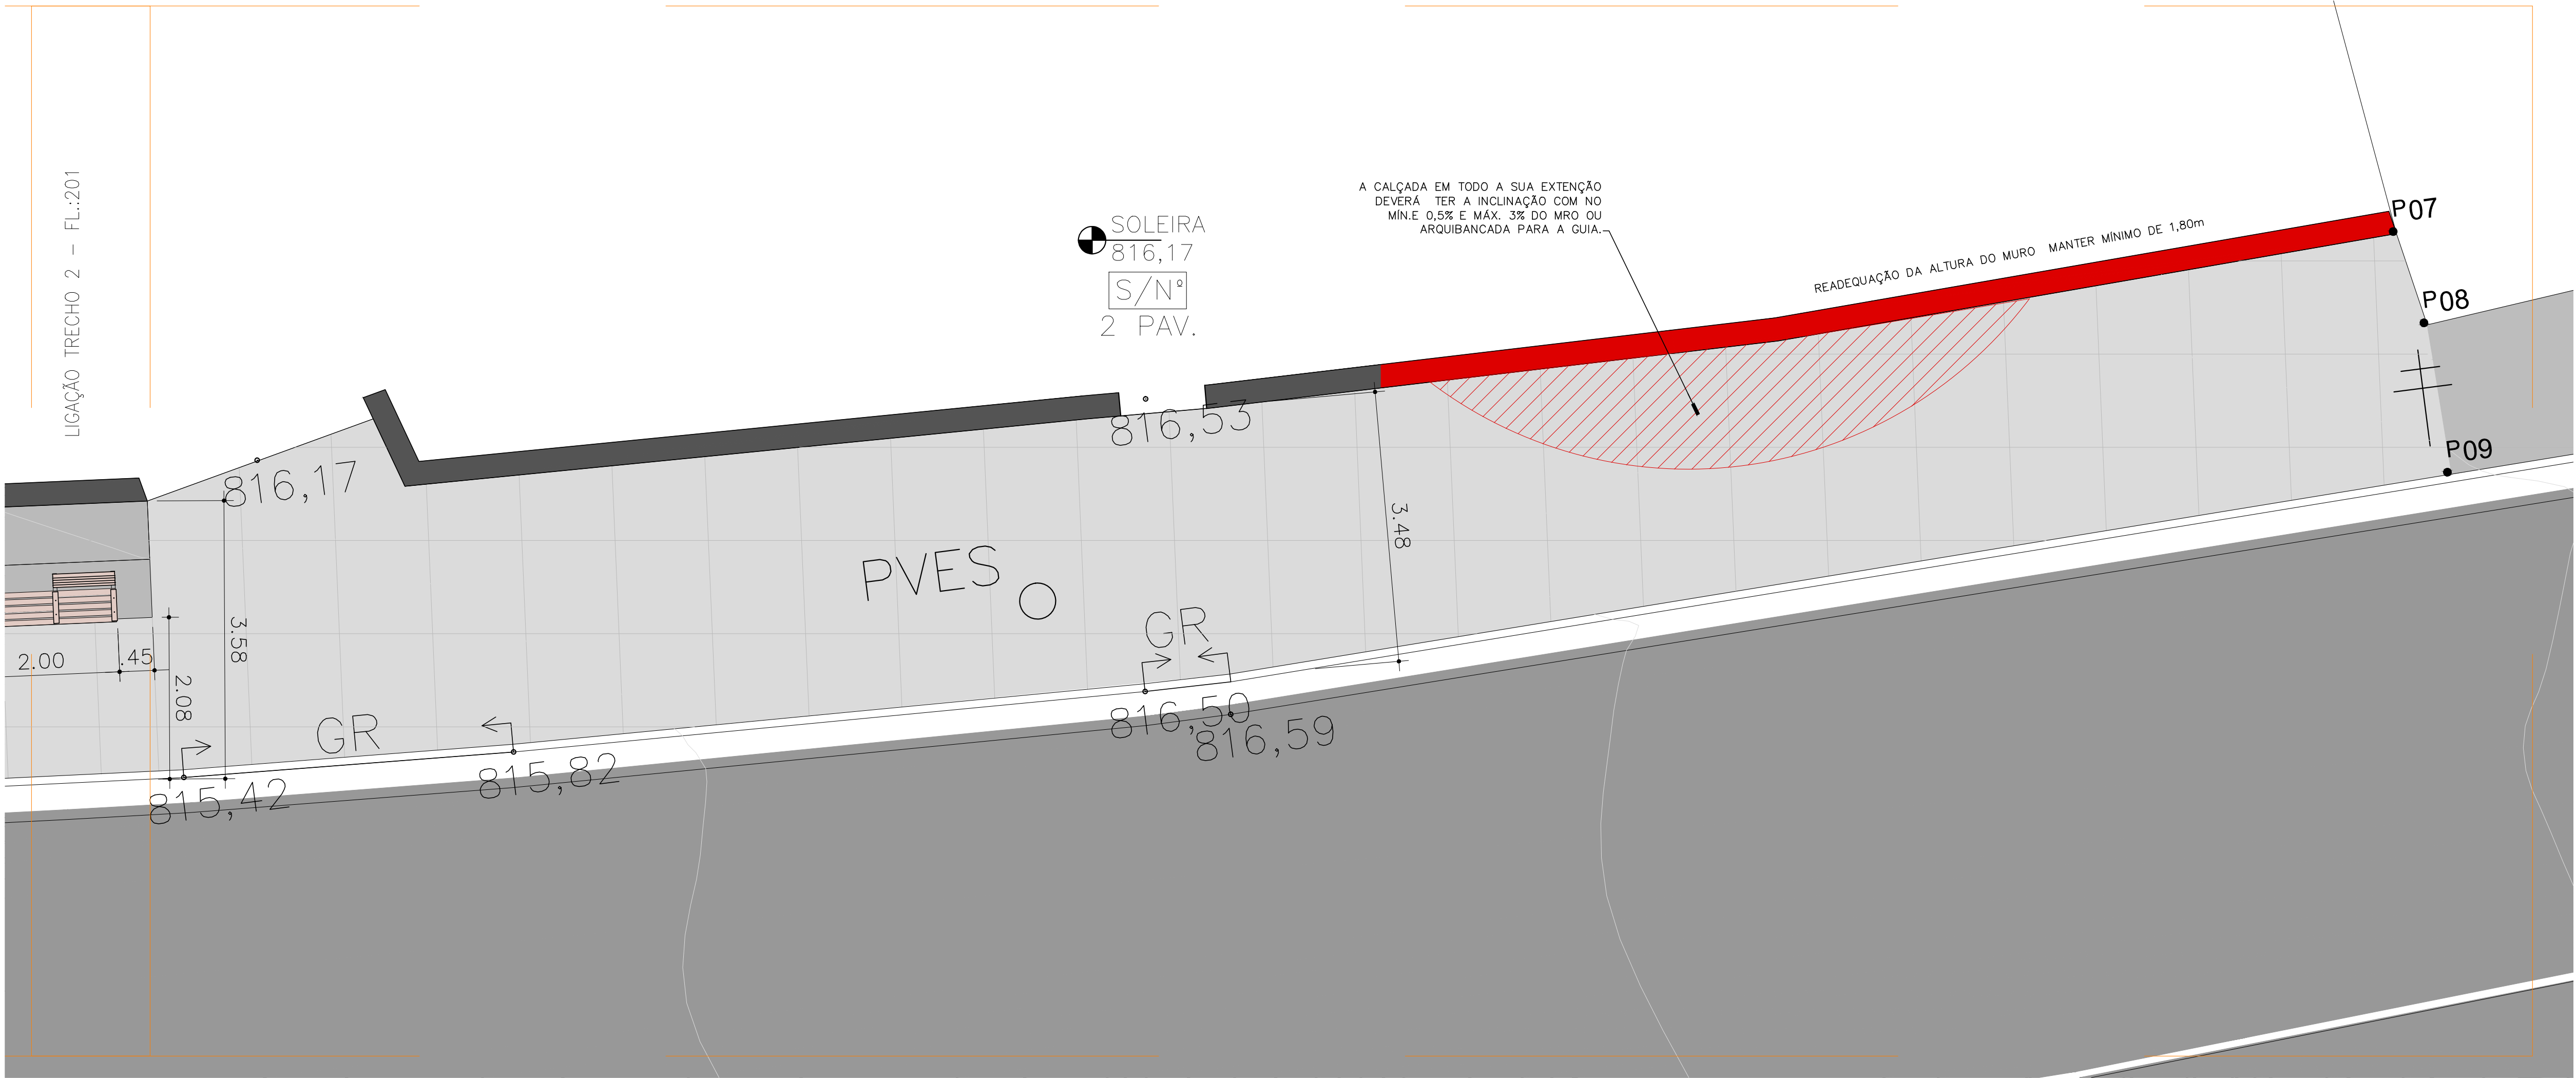 LIGAÇÃO TRECHO 2 - FL.:201
SOLEIRA
816,17
S/Nº
2 PAV.
A CALÇADA EM TODO A SUA EXTENÇÃO
DEVERÁ TER A INCLINAÇÃO COM NO
MÍN.E 0,5% E MÁX. 3% DO MRO OU
ARQUIBANCADA PARA A GUIA.
READEQUAÇÃO DA ALTURA DO MURO MANTER MÍNIMO DE 1,80m
P07
P08
P09
816,53
816,17
3.48
PVES
GR
3.58
2.00
.45
2.08
GR
816,50
816,59
815,82
815,42